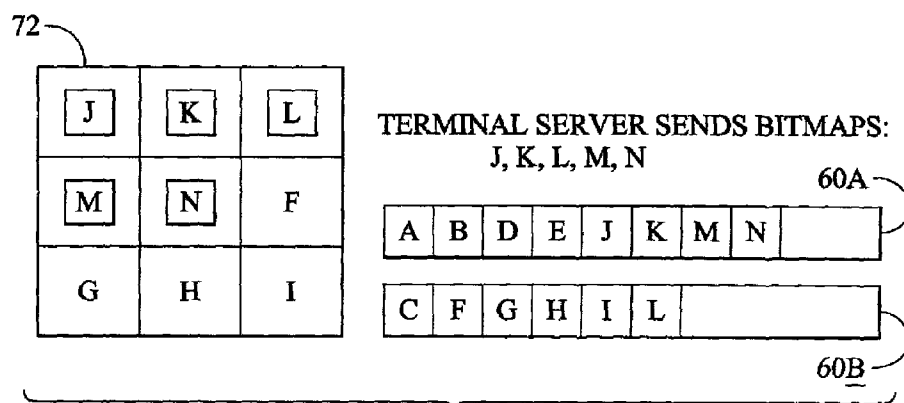 72
J K L
TERMINAL SERVER SENDS BITMAPS:
J, K, L, M, N
M N F
60A
A B D E J K M N
G H I
C F G H I L
60B